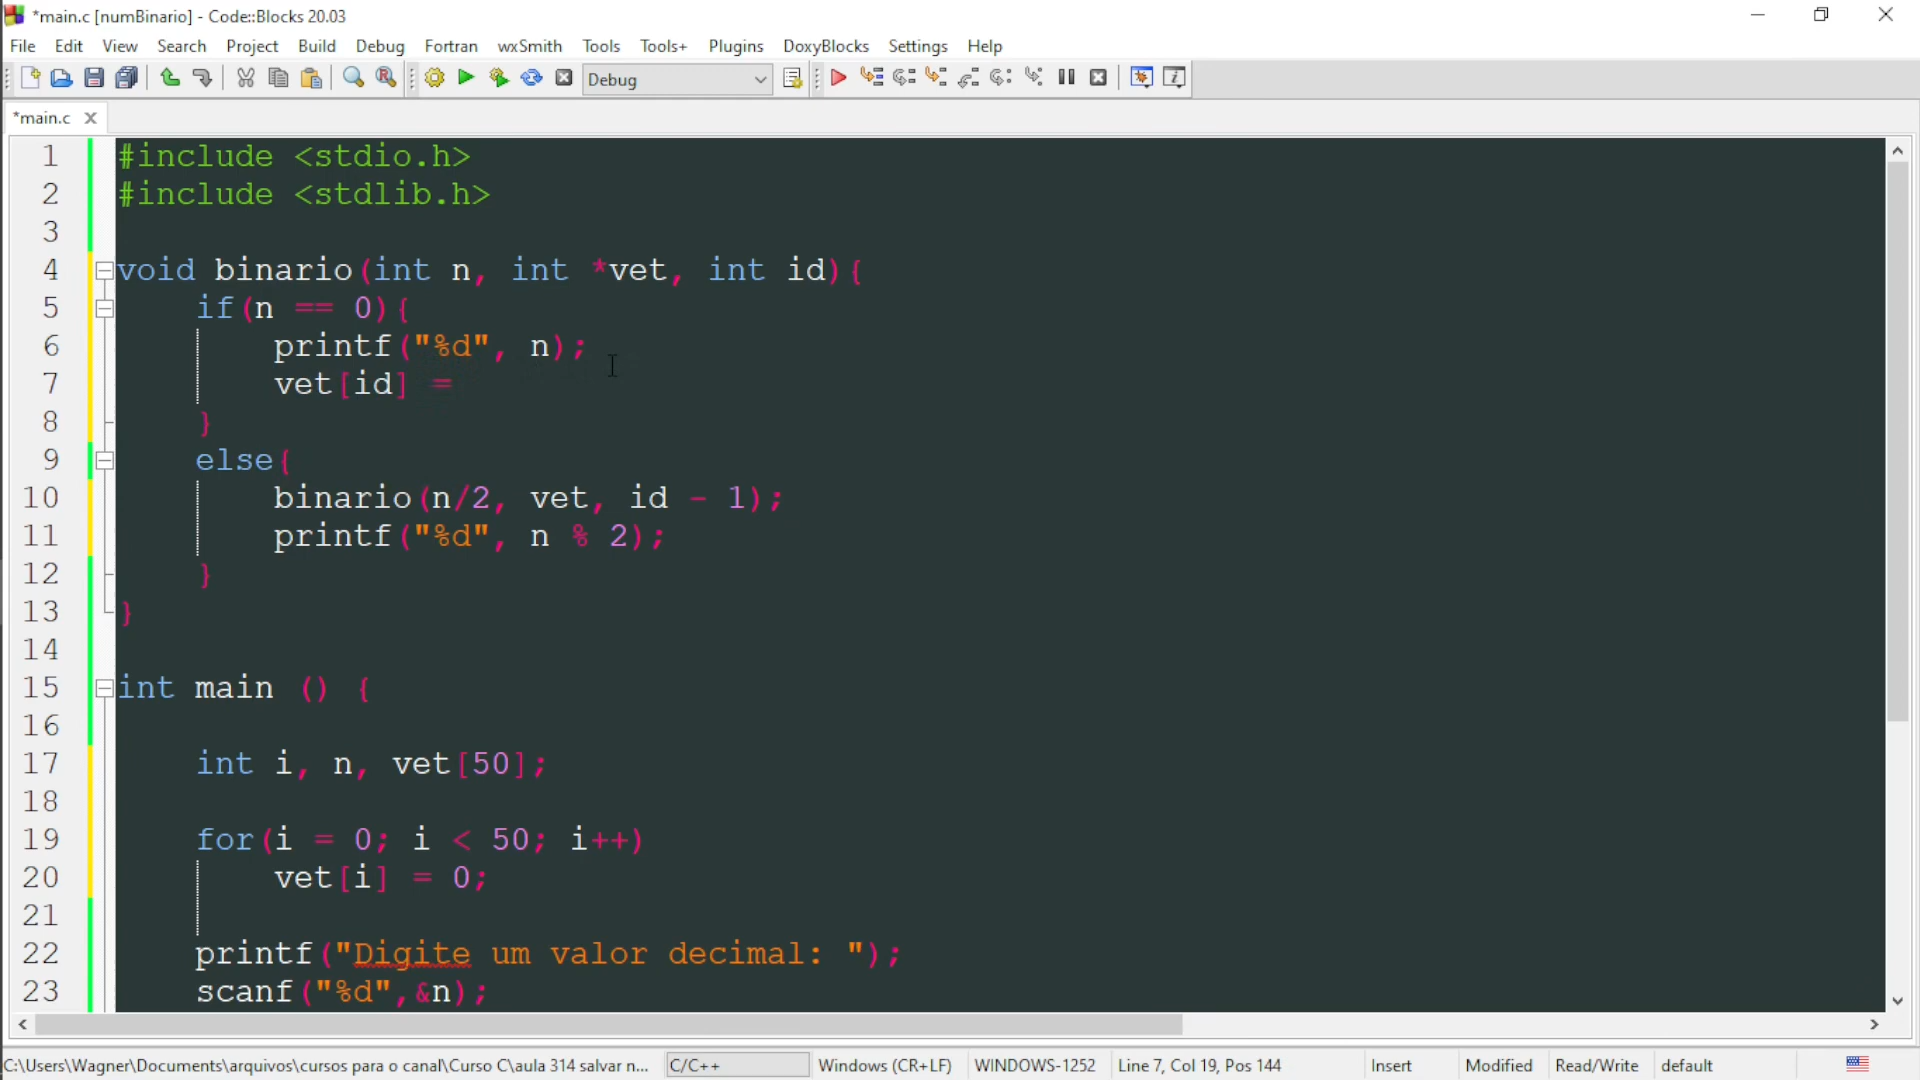 *main.c [numBinario] - Code::Blocks 20.03
File Edit View Search Project Build Debug Fortran wxSmith Tools Tools+ Plugins DoxyBlocks Settings Help
Debug
*main.c
1 #include <stdio.h>
2 #include <stdlib.h>
3
4 void binario(int n, int *vet, int id){
5 if(n == 0){
6 printf("%d", n);
7 vet[id] =
8 }
9 else{
10 binario(n/2, vet, id - 1);
11 printf("%d", n % 2);
12 }
13 }
14
15 int main () {
16
17 int i, n, vet[50];
18
19 for(i = 0; i < 50; i++)
20 vet[i] = 0;
21
22 printf("Digite um valor decimal: ");
23 scanf("%d",&n);
C:\Users\Wagner\Documents\arquivos\cursos para o canal\Curso C\aula 314 salvar n... C/C++ Windows (CR+LF) WINDOWS-1252 Line 7, Col 19, Pos 144 Insert Modified Read/Write default